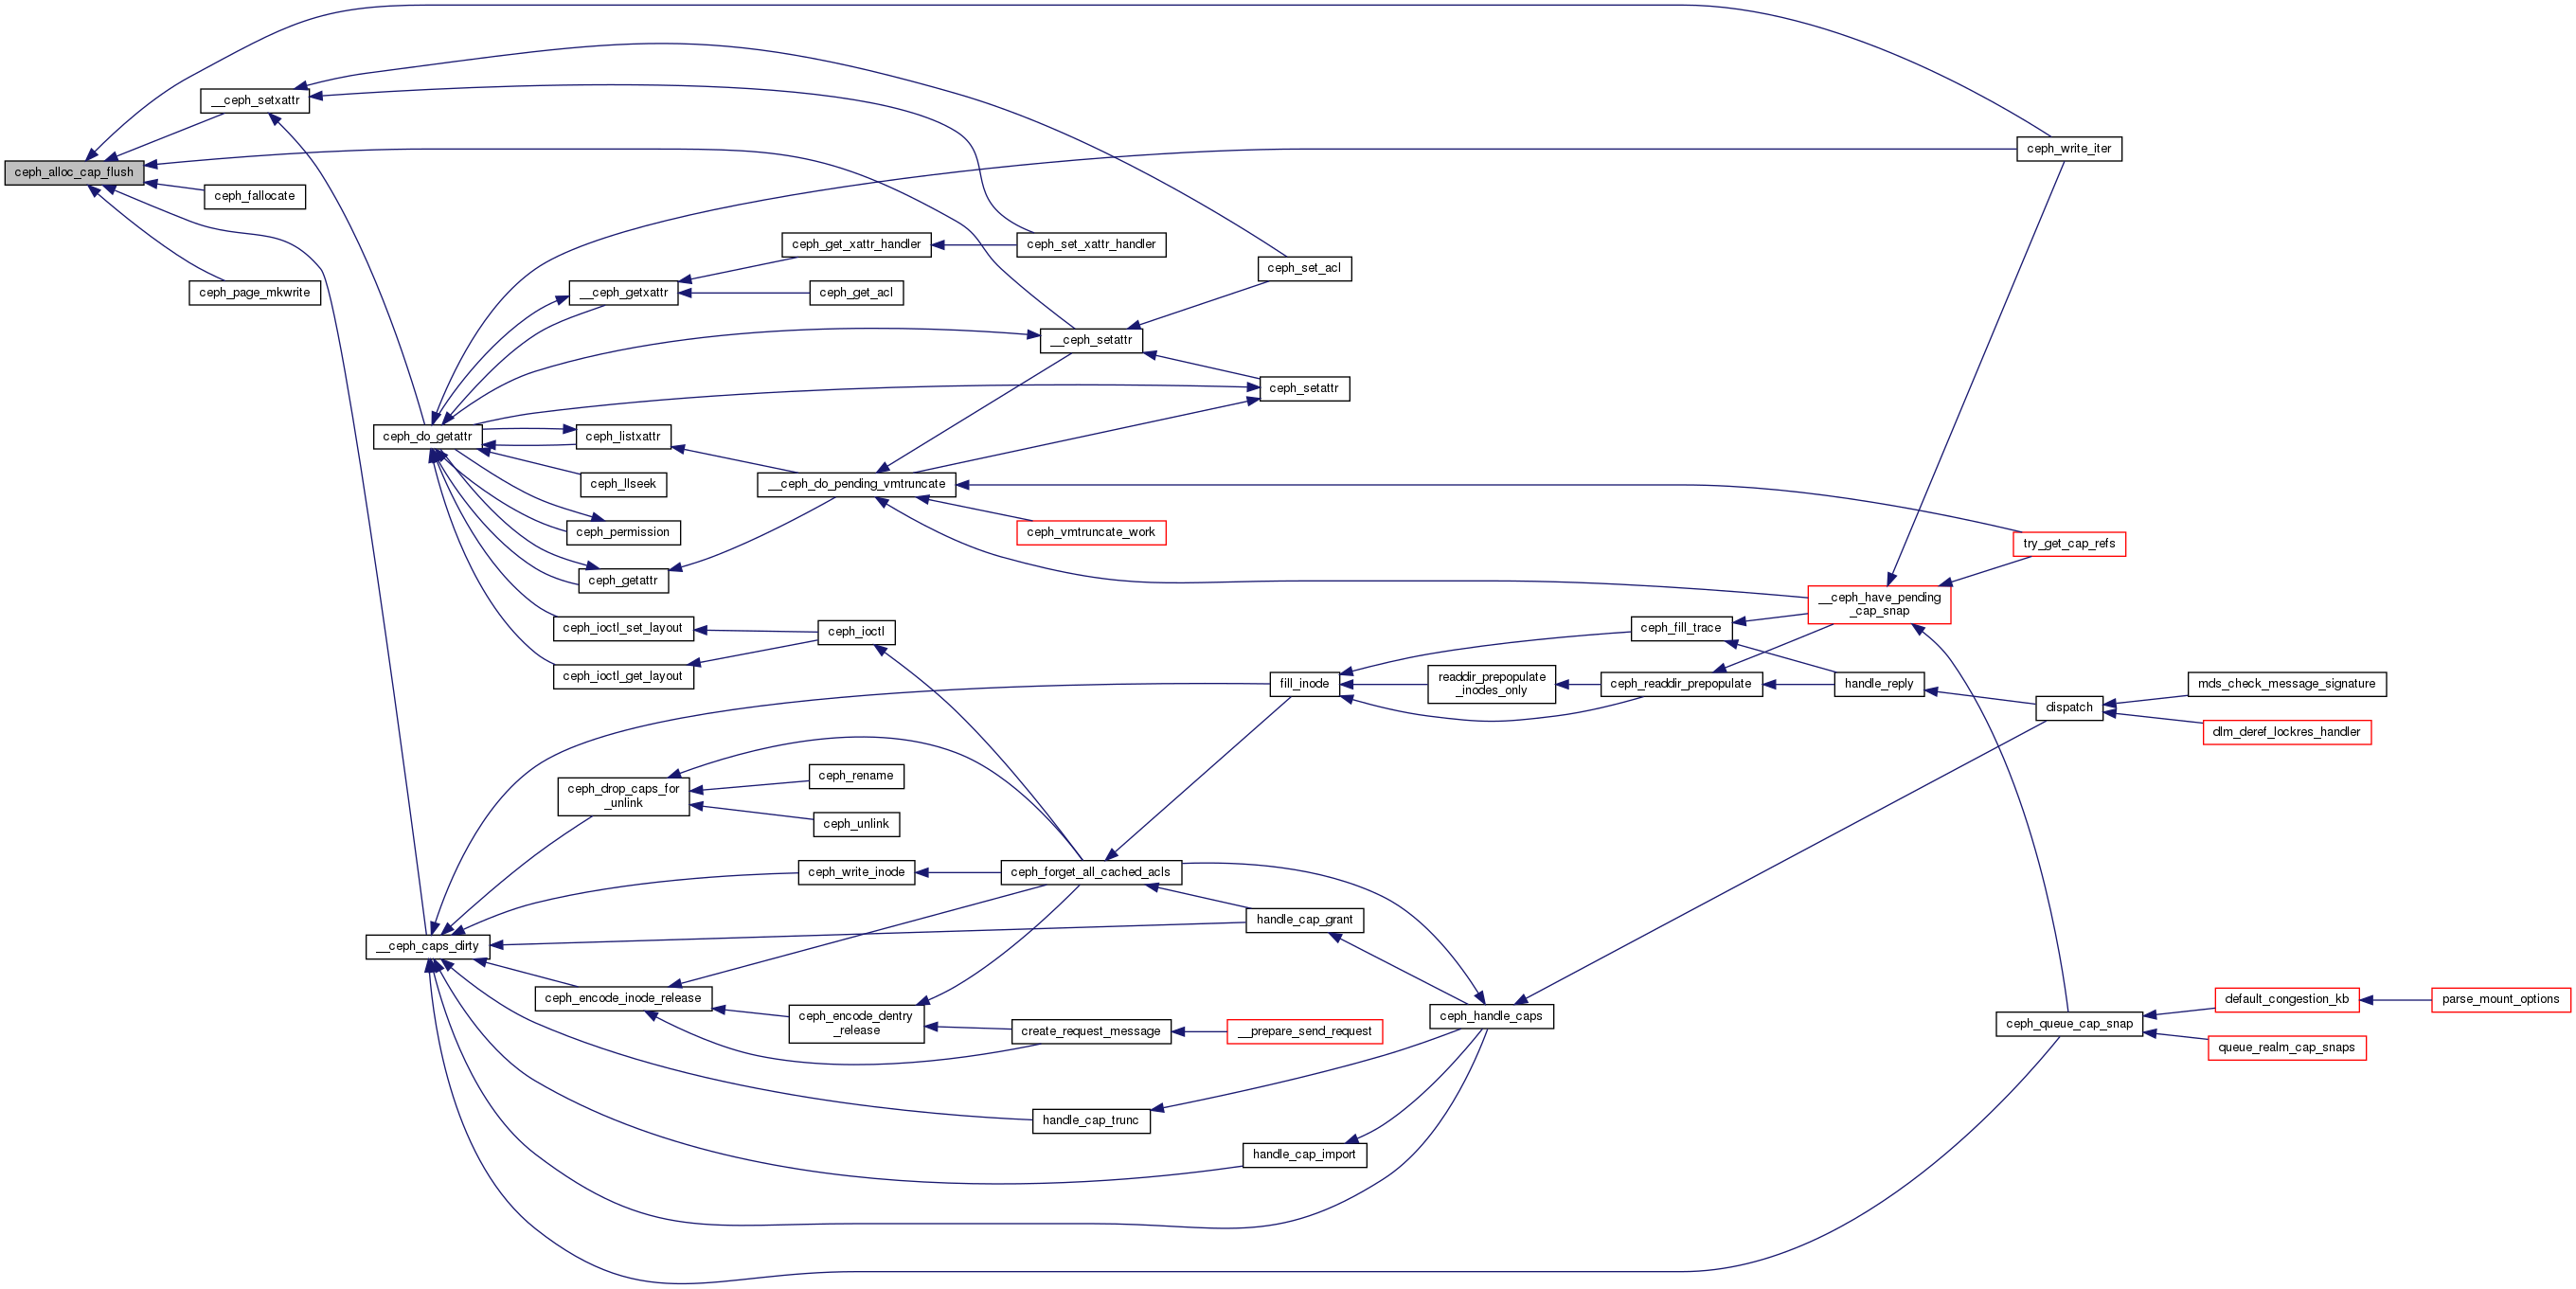 ceph_write_iter
__ceph_setxattr
ceph_alloc_cap_flush
ceph_fallocate
ceph_page_mkwrite
ceph_get_xattr_handler
ceph_set_xattr_handler
ceph_set_acl
__ceph_getxattr
ceph_get_acl
__ceph_setattr
ceph_setattr
ceph_do_getattr
ceph_listxattr
ceph_llseek
__ceph_do_pending_vmtruncate
ceph_permission
ceph_vmtruncate_work
try_get_cap_refs
ceph_getattr
__ceph_have_pending
_cap_snap
ceph_ioctl_set_layout
ceph_ioctl
ceph_fill_trace
ceph_ioctl_get_layout
fill_inode
readdir_prepopulate
_inodes_only
ceph_readdir_prepopulate
handle_reply
mds_check_message_signature
dispatch
dlm_deref_lockres_handler
ceph_drop_caps_for
_unlink
ceph_rename
ceph_unlink
ceph_write_inode
ceph_forget_all_cached_acls
handle_cap_grant
__ceph_caps_dirty
ceph_encode_inode_release
ceph_encode_dentry
_release
create_request_message
__prepare_send_request
ceph_handle_caps
ceph_queue_cap_snap
default_congestion_kb
parse_mount_options
queue_realm_cap_snaps
handle_cap_trunc
handle_cap_import